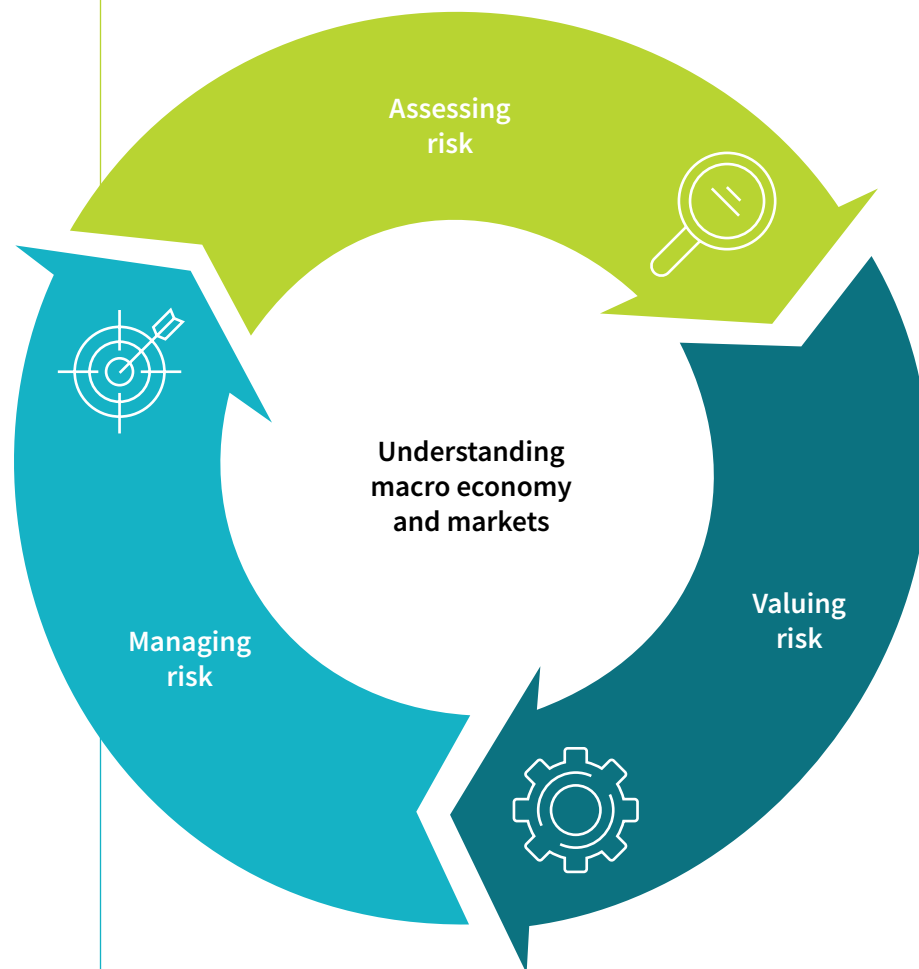 Assessing
risk
Understanding
macro economy
and markets
Valuing
risk
Managing
risk